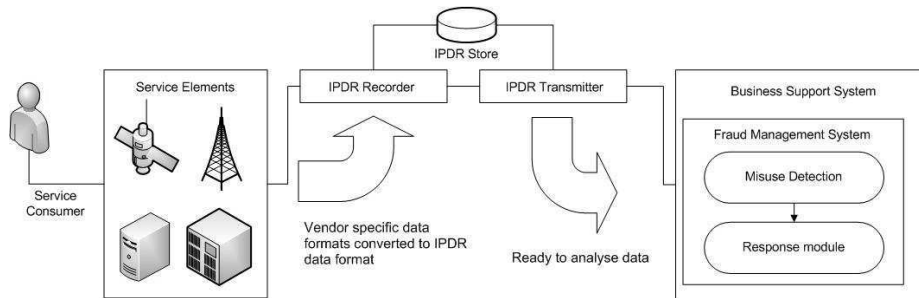 IPDR Store
Service Elements
IPDR Recorder
IPDR Transmitter
Business Support System
Fraud Management System
Misuse Detection
Service
Consumer
Vendor specific data
formats converted to IPDR
data format
Ready to analyse data
Response module